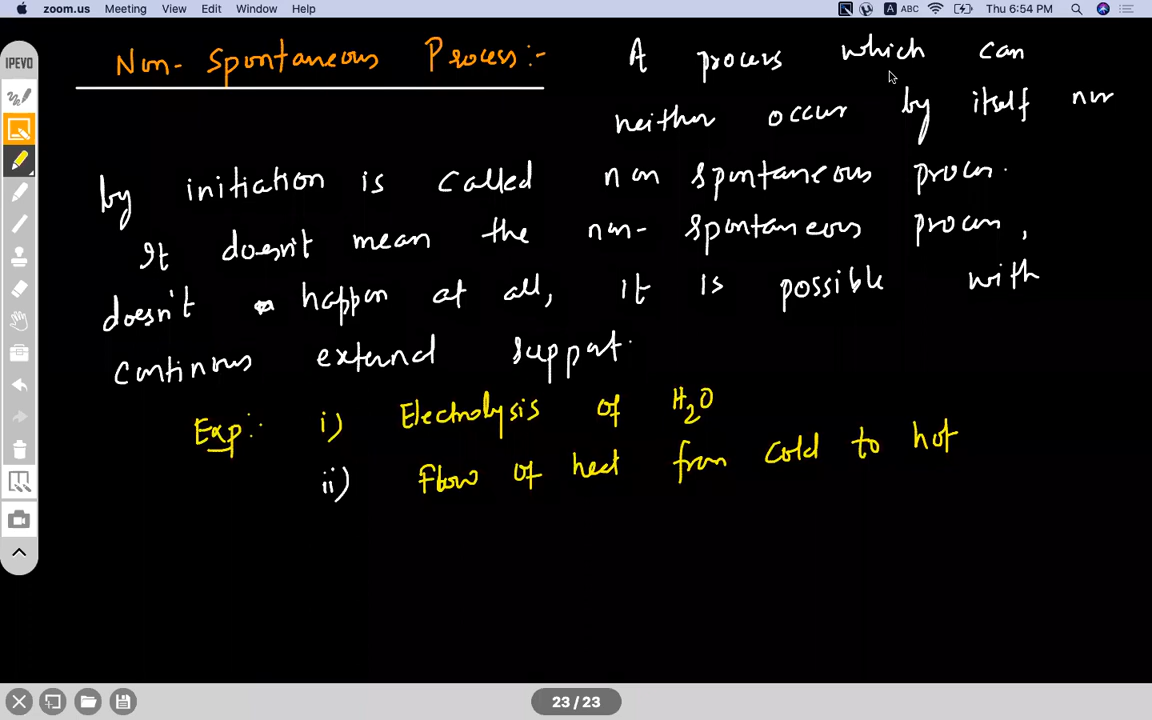 zoom.us Meeting View Edit Window Help A ABC Thu 6:54 PM
IPEVO
Non- Spontaneous Process:- A process which can
neither occur by itself nor
by initiation is called non spontaneous process.
It doesn't mean the non- spontaneous process,
doesn't happen at all, it is possible with
continous external support.
Exp:- i) Electrolysis of H₂O
ii) Flow of heat from cold to hot
23 / 23